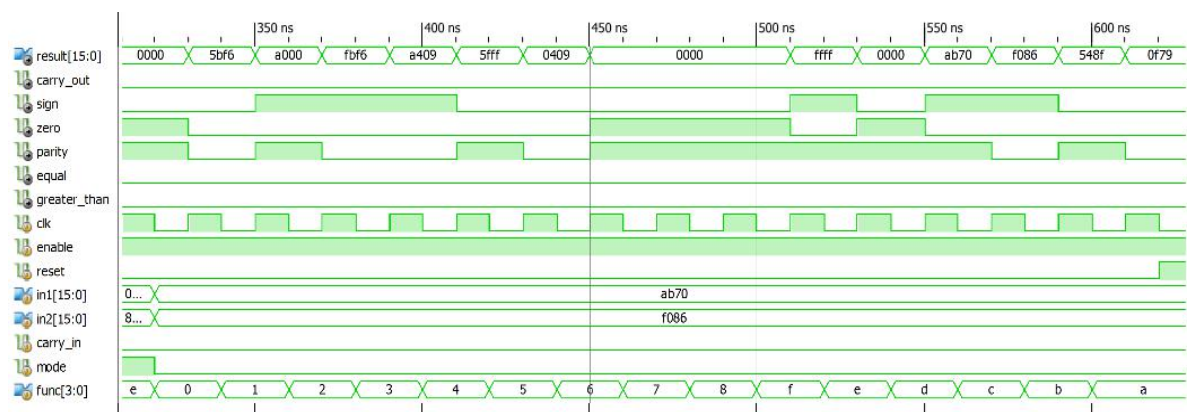 350 ns 400 ns 450 ns 500 ns 550 ns 600 ns
result[15:0] 0000 5bf6 a000 fbf6 a409 5fff 0409 0000 ffff 0000 ab70 f086 548f 0f79
carry_out
sign
zero
parity
equal
greater_than
clk
enable
reset
in1[15:0] 0... ab70
in2[15:0] 8... f086
carry_in
mode
func[3:0] e 0 1 2 3 4 5 6 7 8 f e d c b a